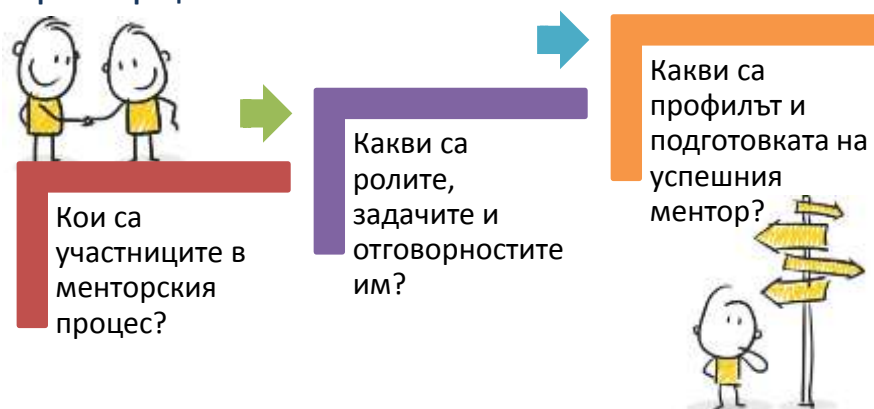 Кои са
участниците в
менторския
процес?
Какви са
ролите,
задачите и
отговорностите
им?
Какви са
профилът и
подготовката на
успешния
ментор?